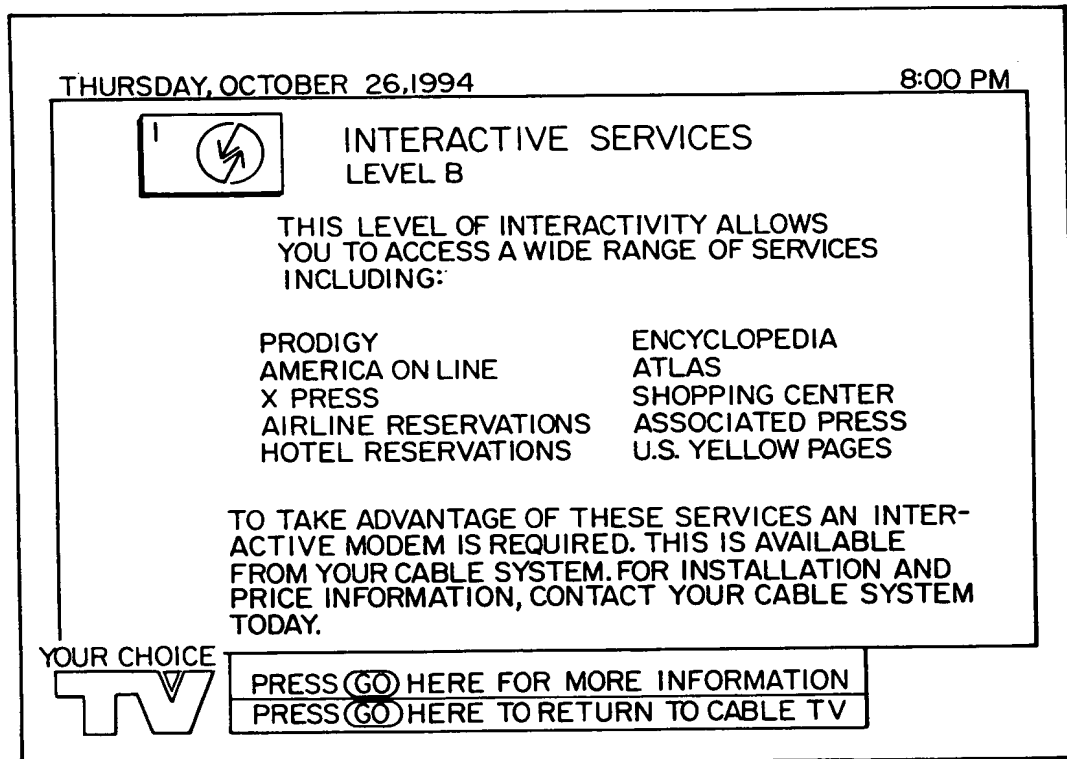 THURSDAY, OCTOBER 26,1994 8:00 PM
I
INTERACTIVE SERVICES
LEVEL B
THIS LEVEL OF INTERACTIVITY ALLOWS
YOU TO ACCESS A WIDE RANGE OF SERVICES
INCLUDING:
PRODIGY ENCYCLOPEDIA
AMERICA ON LINE ATLAS
X PRESS SHOPPING CENTER
AIRLINE RESERVATIONS ASSOCIATED PRESS
HOTEL RESERVATIONS U.S. YELLOW PAGES
TO TAKE ADVANTAGE OF THESE SERVICES AN INTER-
ACTIVE MODEM IS REQUIRED. THIS IS AVAILABLE
FROM YOUR CABLE SYSTEM. FOR INSTALLATION AND
PRICE INFORMATION, CONTACT YOUR CABLE SYSTEM
TODAY.
YOUR CHOICE
TV
PRESS GO HERE FOR MORE INFORMATION
PRESS GO HERE TO RETURN TO CABLE TV